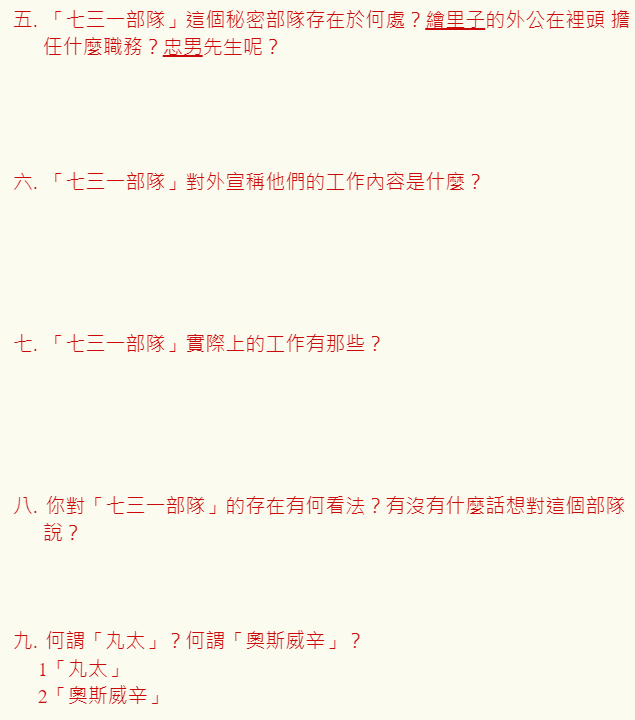 五. 「七三一部隊」這個秘密部隊存在於何處？繪里子的外公在裡頭 擔
任什麼職務？忠男先生呢？
六. 「七三一部隊」對外宣稱他們的工作內容是什麼？
七. 「七三一部隊」實際上的工作有那些？
八. 你對「七三一部隊」的存在有何看法？有沒有什麼話想對這個部隊
說？
九. 何謂「丸太」？何謂「奧斯威辛」？
1「丸太」
2「奧斯威辛」